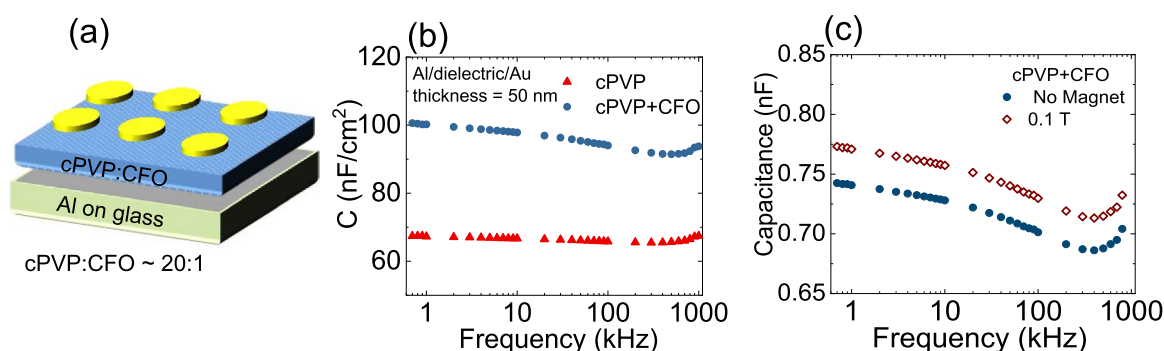 (a)
cPVP:CFO
Al on glass
cPVP:CFO ~ 20:1
(b)
C (nF/cm2)
120
100
80
60
Al/dielectric/Au
thickness = 50 nm
cPVP
cPVP+CFO
1
10
100
1000
Frequency (kHz)
(c)
Capacitance (nF)
0.85
0.80
0.75
0.70
0.65
cPVP+CFO
No Magnet
0.1 T
1
10
100
1000
Frequency (kHz)